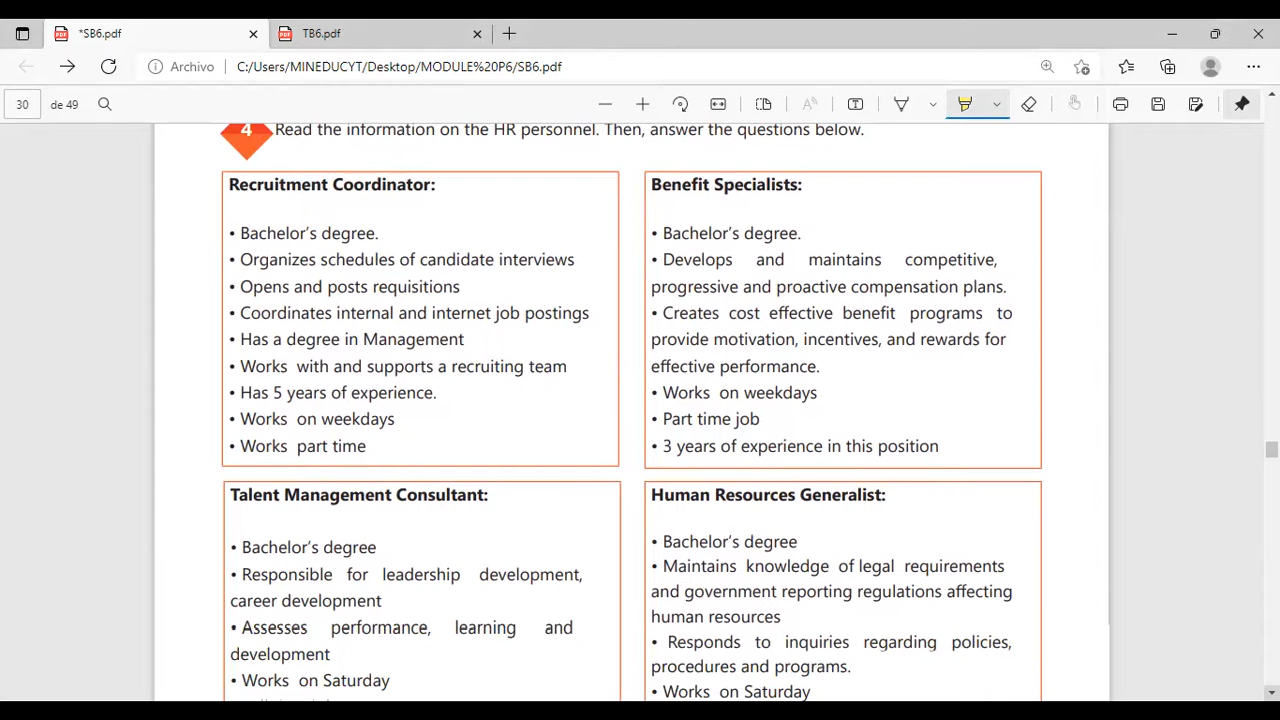 *SB6.pdf
TB6.pdf
Archivo C:/Users/MINEDUCYT/Desktop/MODULE%20P6/SB6.pdf
30 de 49
4 Read the information on the HR personnel. Then, answer the questions below.
Recruitment Coordinator:
• Bachelor's degree.
• Organizes schedules of candidate interviews
• Opens and posts requisitions
• Coordinates internal and internet job postings
• Has a degree in Management
• Works with and supports a recruiting team
• Has 5 years of experience.
• Works on weekdays
• Works part time
Benefit Specialists:
• Bachelor's degree.
• Develops and maintains competitive,
progressive and proactive compensation plans.
• Creates cost effective benefit programs to
provide motivation, incentives, and rewards for
effective performance.
• Works on weekdays
• Part time job
• 3 years of experience in this position
Talent Management Consultant:
• Bachelor's degree
• Responsible for leadership development,
career development
• Assesses performance, learning and
development
• Works on Saturday
Human Resources Generalist:
• Bachelor's degree
• Maintains knowledge of legal requirements
and government reporting regulations affecting
human resources
• Responds to inquiries regarding policies,
procedures and programs.
• Works on Saturday